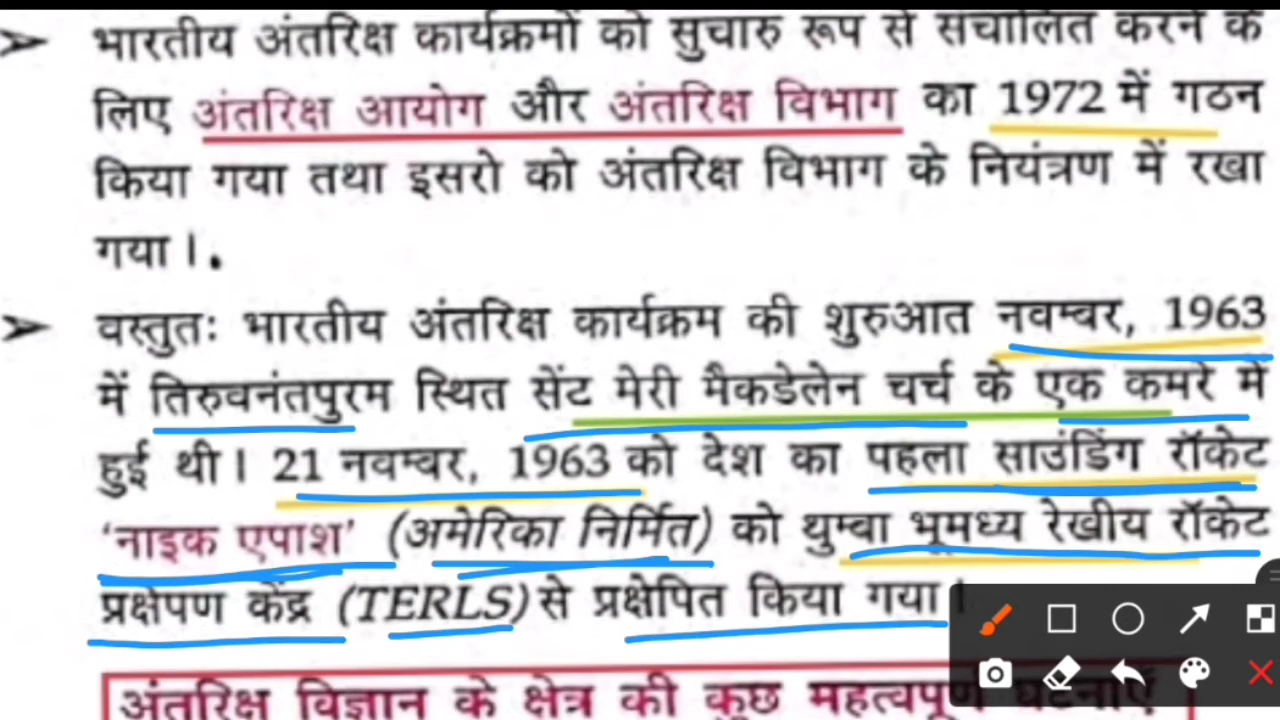 ➤ भारतीय अंतरिक्ष कार्यक्रमों को सुचारु रूप से संचालित करने के
लिए अंतरिक्ष आयोग और अंतरिक्ष विभाग का 1972 में गठन
किया गया तथा इसरो को अंतरिक्ष विभाग के नियंत्रण में रखा
गया।.
➤ वस्तुतः भारतीय अंतरिक्ष कार्यक्रम की शुरुआत नवम्बर, 1963
में तिरुवनंतपुरम स्थित सेंट मेरी मैकडेलेन चर्च के एक कमरे में
हुई थी। 21 नवम्बर, 1963 को देश का पहला साउंडिंग रॉकेट
‘नाइक एपाश’ (अमेरिका निर्मित) को थुम्बा भूमध्य रेखीय रॉकेट
प्रक्षेपण केंद्र (TERLS) से प्रक्षेपित किया गया।
अंतरिक्ष विज्ञान के क्षेत्र की कुछ महत्वपूर्ण घटनाएँ